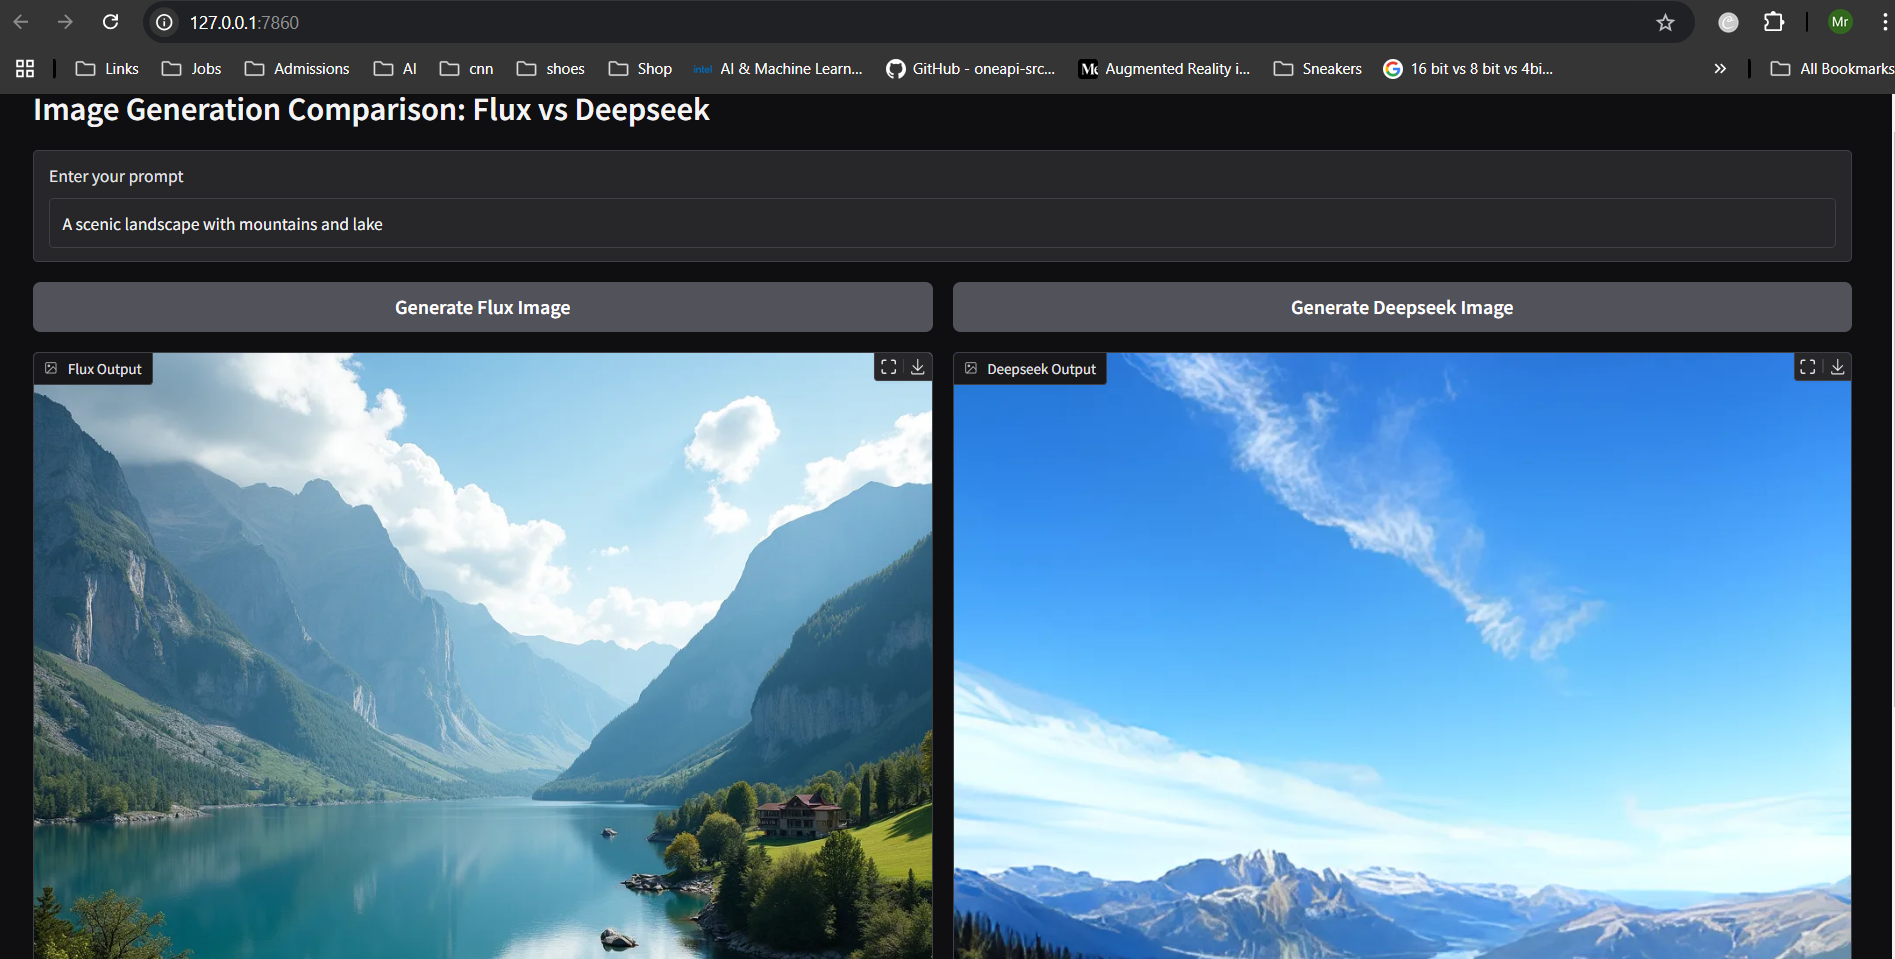 127.0.0.1:7860
Mr
Links
Jobs
Admissions
AI
cnn
shoes
Shop
intel AI & Machine Learn...
GitHub - oneapi-src...
Augmented Reality i...
Sneakers
G 16 bit vs 8 bit vs 4bi...
All Bookmarks
Image Generation Comparison: Flux vs Deepseek
Enter your prompt
A scenic landscape with mountains and lake
Generate Flux Image
Generate Deepseek Image
Flux Output
Deepseek Output